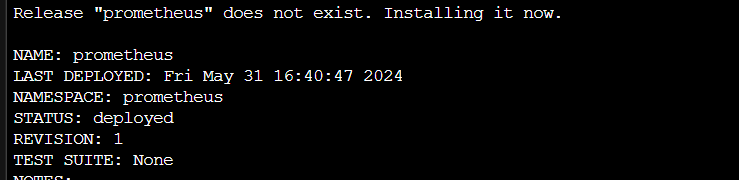 Release "prometheus" does not exist. Installing it now.
NAME: prometheus
LAST DEPLOYED: Fri May 31 16:40:47 2024
NAMESPACE: prometheus
STATUS: deployed
REVISION: 1
TEST SUITE: None
NOTES: